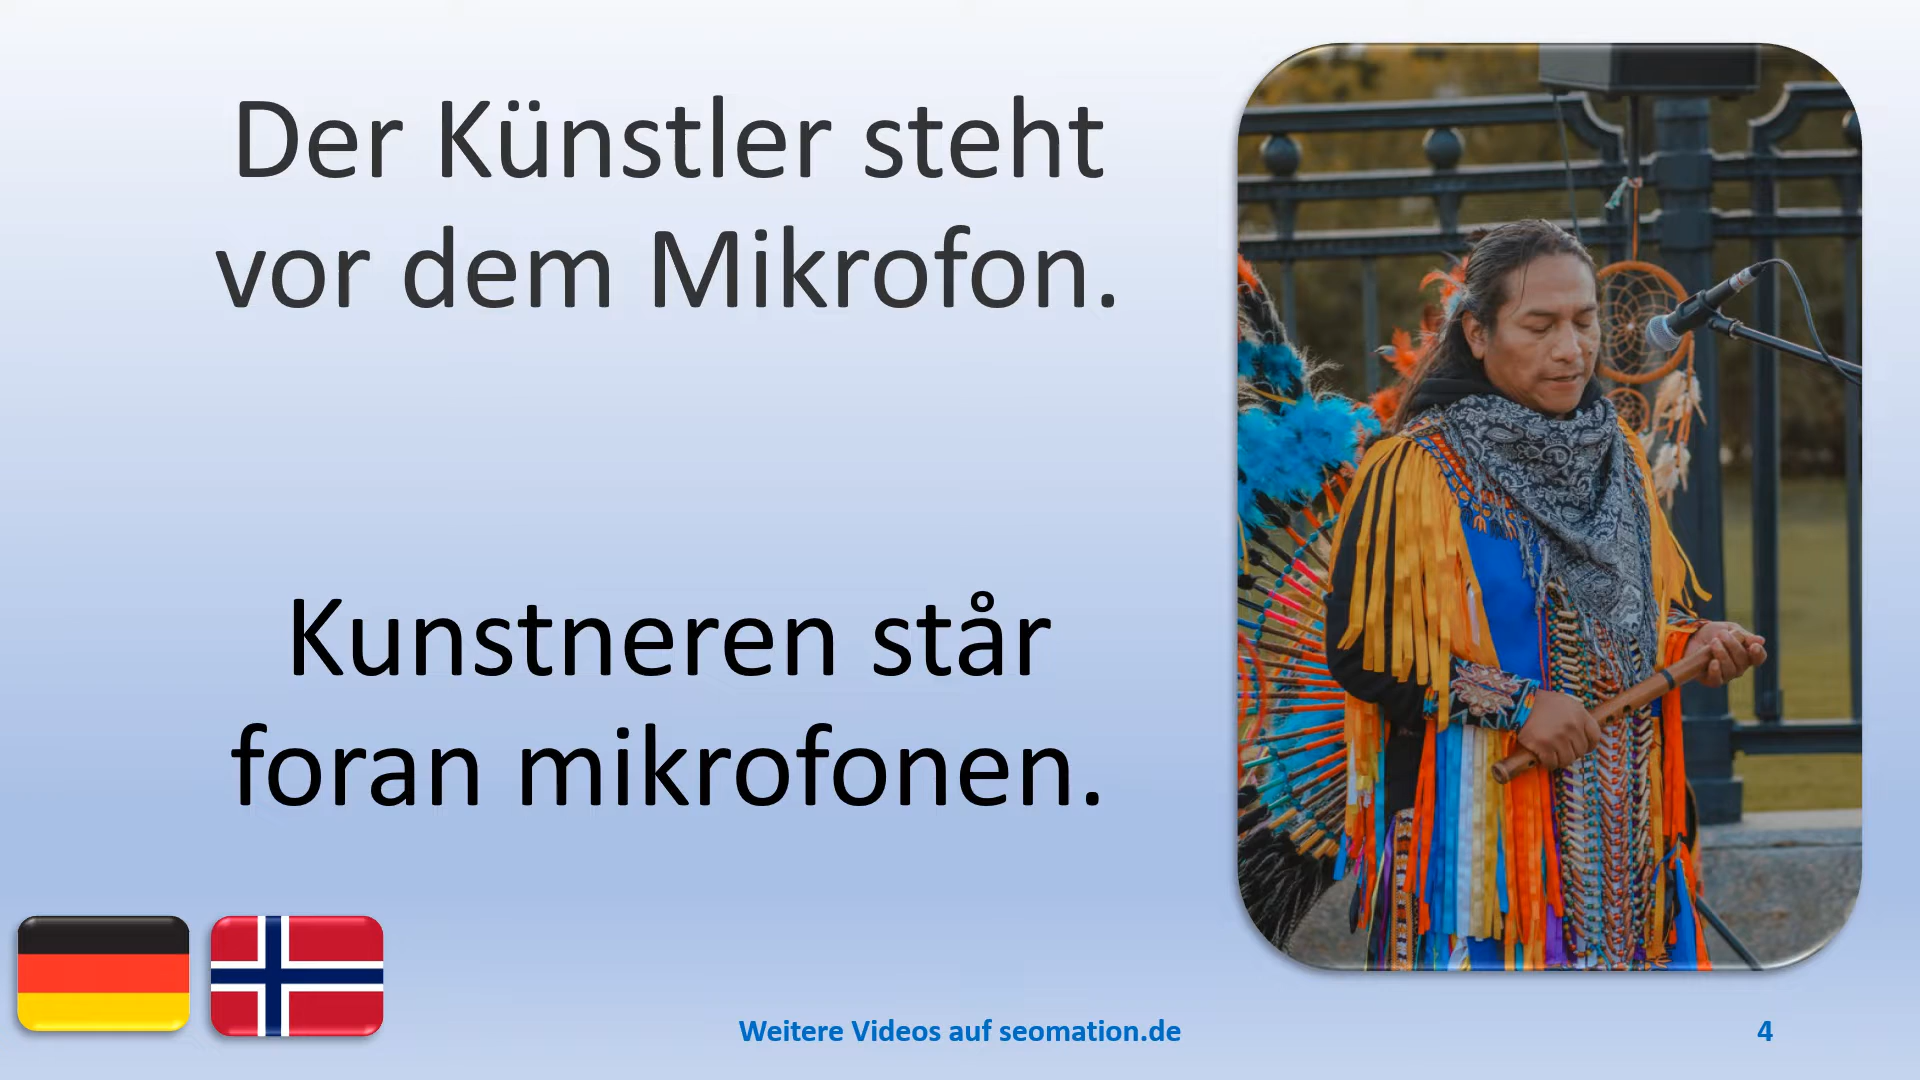 Der Künstler steht
vor dem Mikrofon.
Kunstneren står
foran mikrofonen.
Weitere Videos auf seomation.de
4